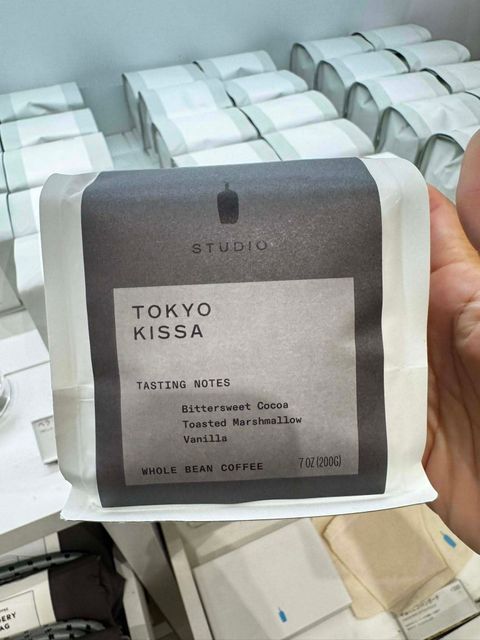 STUDIO
TOKYO
KISSA
TASTING NOTES
Bittersweet Cocoa
Toasted Marshmallow
Vanilla
WHOLE BEAN COFFEE
7 OZ (200G)